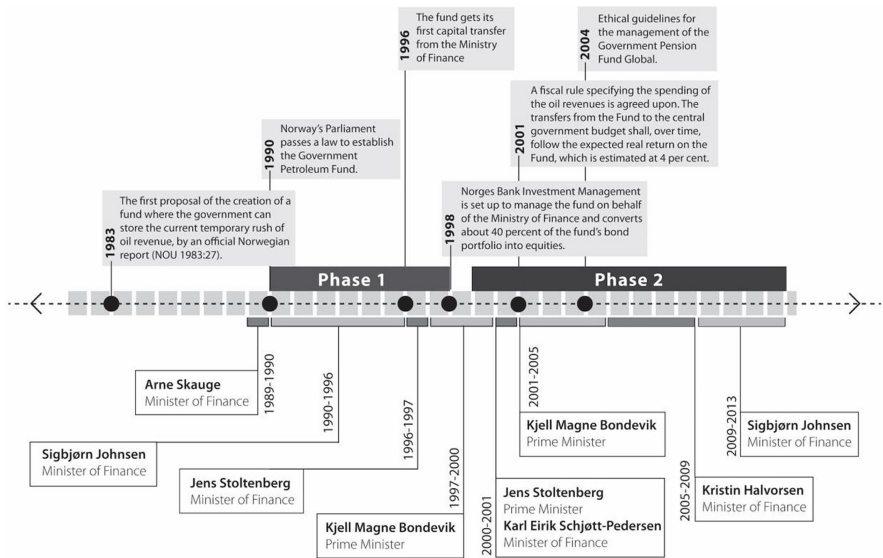 1996
The fund gets its
first capital transfer
from the Ministry
of Finance
2004
Ethical guidelines for
the management of the
Government Pension
Fund Global.
2001
A fiscal rule specifying the spending of
the oil revenues is agreed upon. The
transfers from the Fund to the central
government budget shall, over time,
follow the expected real return on the
Fund, which is estimated at 4 per cent.
1990
Norway's Parliament
passes a law to establish
the Government
Petroleum Fund.
1983
The first proposal of the creation of a
fund where the government can
store the current temporary rush of
oil revenue, by an official Norwegian
report (NOU 1983:27).
1998
Norges Bank Investment Management
is set up to manage the fund on behalf
of the Ministry of Finance and converts
about 40 percent of the fund's bond
portfolio into equities.
Phase 1
Phase 2
1989-1990
Arne Skauge
Minister of Finance
1990-1996
Sigbjørn Johnsen
Minister of Finance
1996-1997
Jens Stoltenberg
Minister of Finance
1997-2000
Kjell Magne Bondevik
Prime Minister
2000-2001
Jens Stoltenberg
Prime Minister
Karl Eirik Schjøtt-Pedersen
Minister of Finance
2001-2005
Kjell Magne Bondevik
Prime Minister
2005-2009
Kristin Halvorsen
Minister of Finance
2009-2013
Sigbjørn Johnsen
Minister of Finance